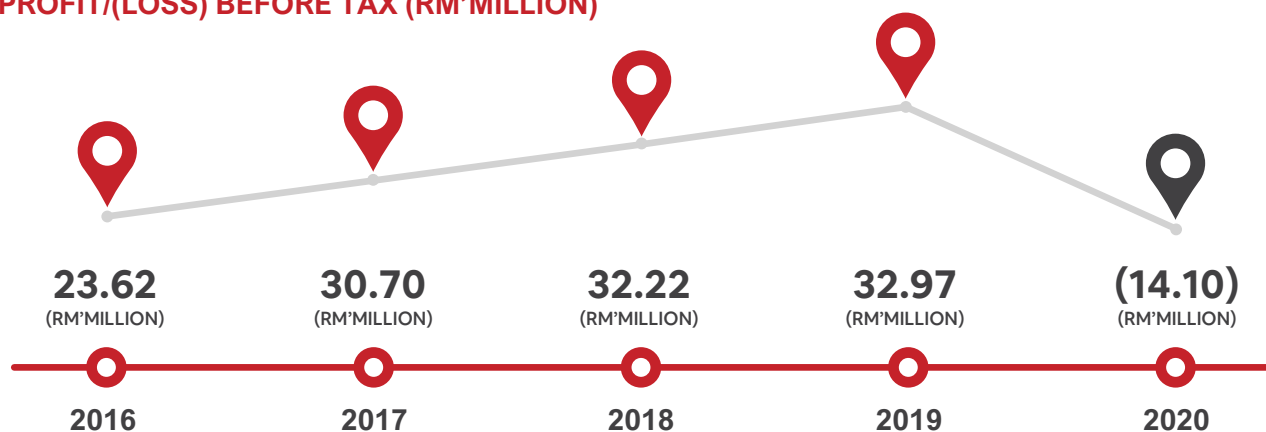 PROFIT/(LOSS) BEFORE TAX (RM'MILLION)
23.62 30.70 32.22 32.97 (14.10)
(RM'MILLION) (RM'MILLION) (RM'MILLION) (RM'MILLION) (RM'MILLION)
2016 2017 2018 2019 2020